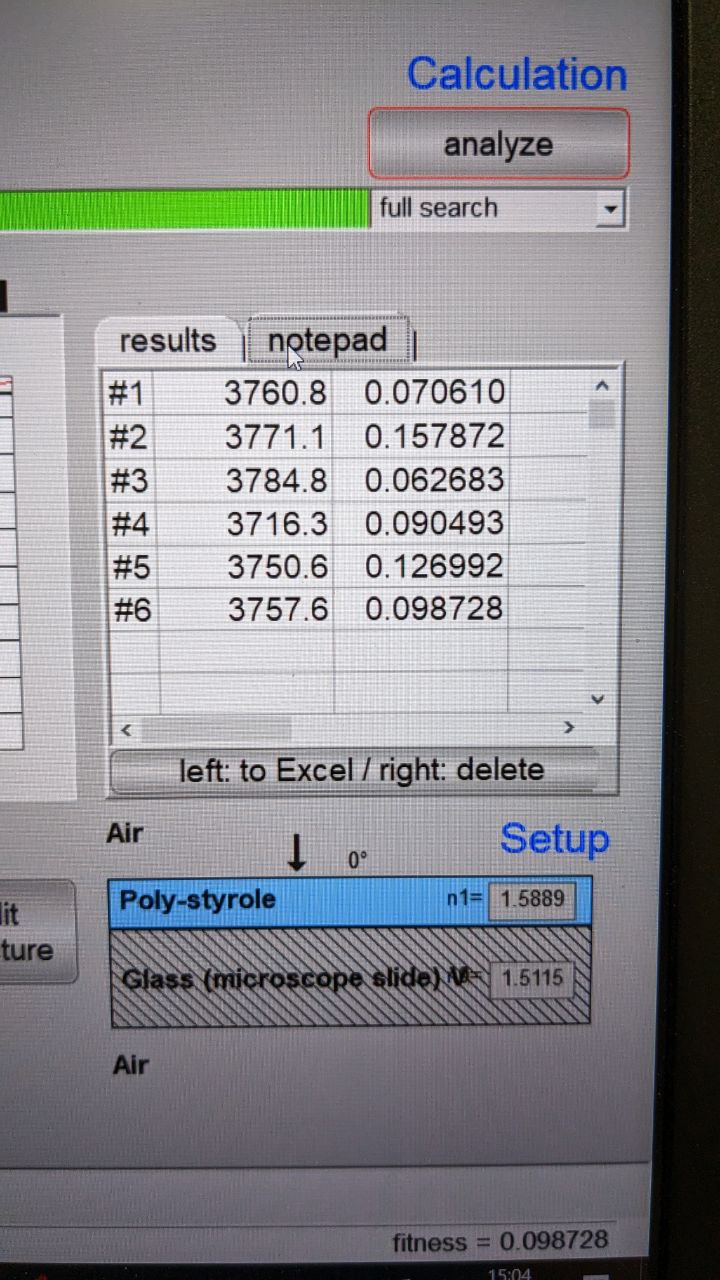 Calculation
analyze
full search
results notepad
#1 3760.8 0.070610
#2 3771.1 0.157872
#3 3784.8 0.062683
#4 3716.3 0.090493
#5 3750.6 0.126992
#6 3757.6 0.098728
left: to Excel / right: delete
Air
Setup
0°
Poly-styrole n1= 1.5889
it
ture
Glass (microscope slide) 1.5115
Air
fitness = 0.098728
15:04